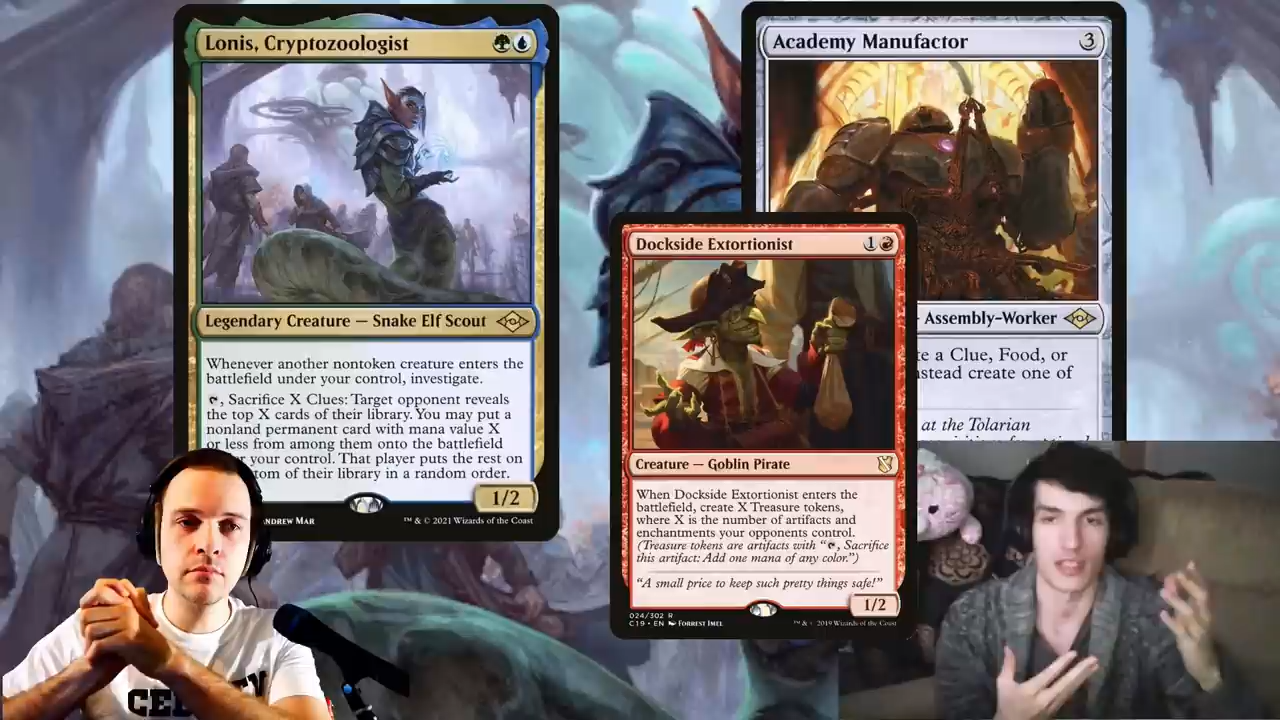 Lonis, Cryptozoologist
Legendary Creature — Snake Elf Scout
Whenever another nontoken creature enters the
battlefield under your control, investigate.
, Sacrifice X Clues: Target opponent reveals
the top X cards of their library. You may put a
nonland permanent card with mana value X
or less from among them onto the battlefield
your control. That player puts the rest on
of their library in a random order.
1/2
ANDREW MAR
™ & © 2021 Wizards of the Coast
Academy Manufactor
3
Assembly-Worker
a Clue, Food, or
create one of
at the Tolarian
Dockside Extortionist
1
Creature — Goblin Pirate
When Dockside Extortionist enters the
battlefield, create X Treasure tokens,
where X is the number of artifacts and
enchantments your opponents control.
(Treasure tokens are artifacts with “, Sacrifice
this artifact: Add one mana of any color.”)
“A small price to keep such pretty things safe!”
1/2
024/302 R
C19 • EN Forrest Imel
™ & © 2019 Wizards of the Coast